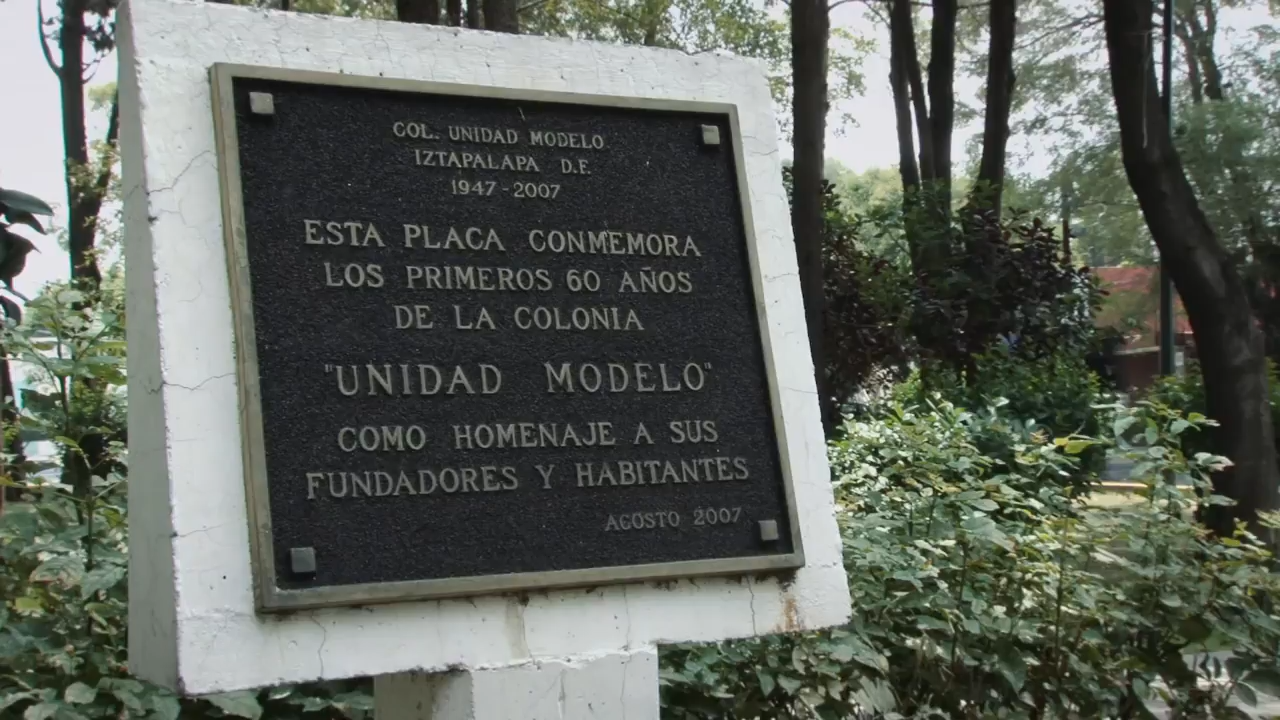 COL. UNIDAD MODELO
IZTAPALAPA D.F.
1947-2007
ESTA PLACA CONMEMORA
LOS PRIMEROS 60 AÑOS
DE LA COLONIA
"UNIDAD MODELO"
COMO HOMENAJE A SUS
FUNDADORES Y HABITANTES
AGOSTO 2007